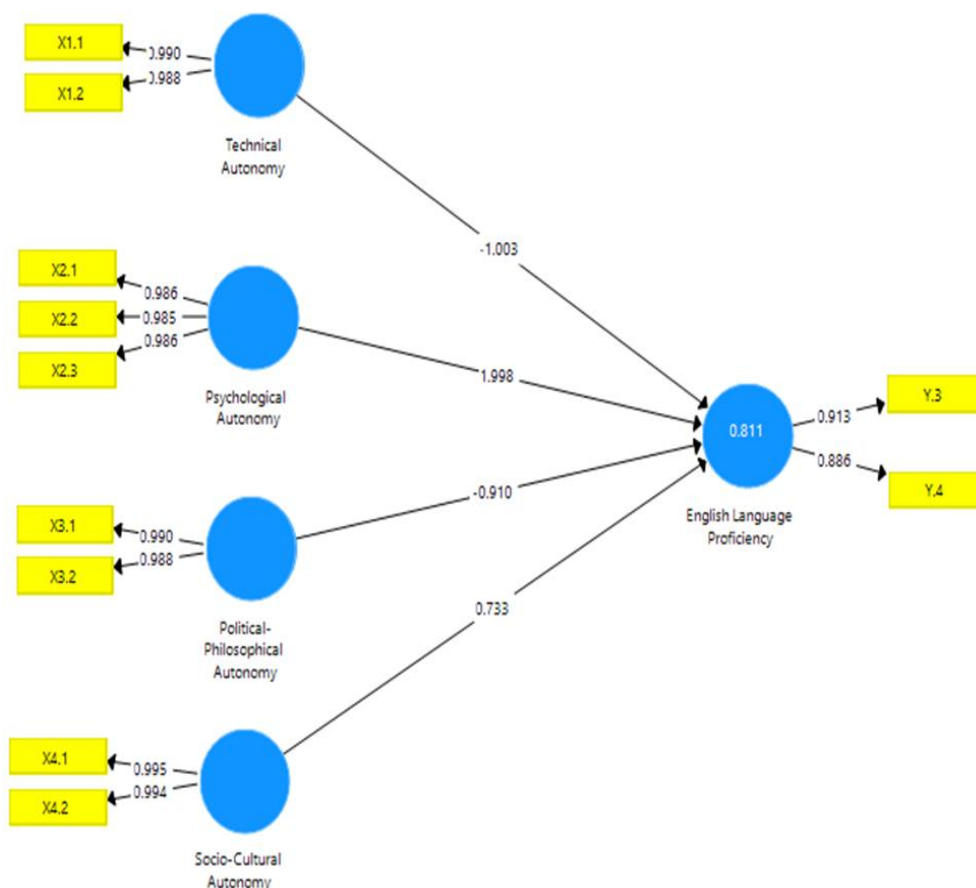 X1.1
0.990
0.988
X1.2
Technical
Autonomy
-1.003
X2.1
0.986
X2.2
0.985
0.986
X2.3
Psychological
Autonomy
1.998
0.811
Y.3
0.913
0.886
Y.4
English Language
Proficiency
X3.1
0.990
0.988
X3.2
-0.910
Political-
Philosophical
Autonomy
0.733
X4.1
0.995
0.994
X4.2
Socio-Cultural
Autonomy